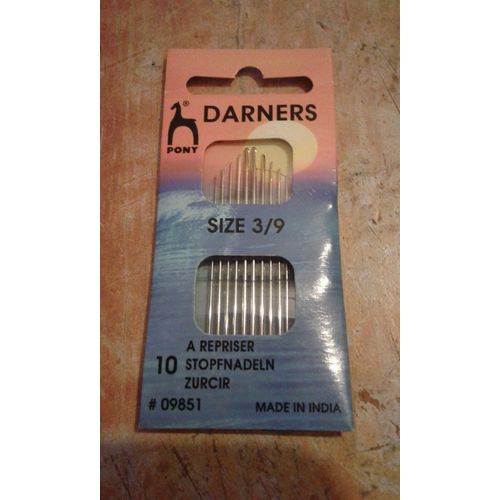 ®
DARNERS
PONY
SIZE 3/9
10
A REPRISER
STOPFNADELN
ZURCIR
# 09851
MADE IN INDIA